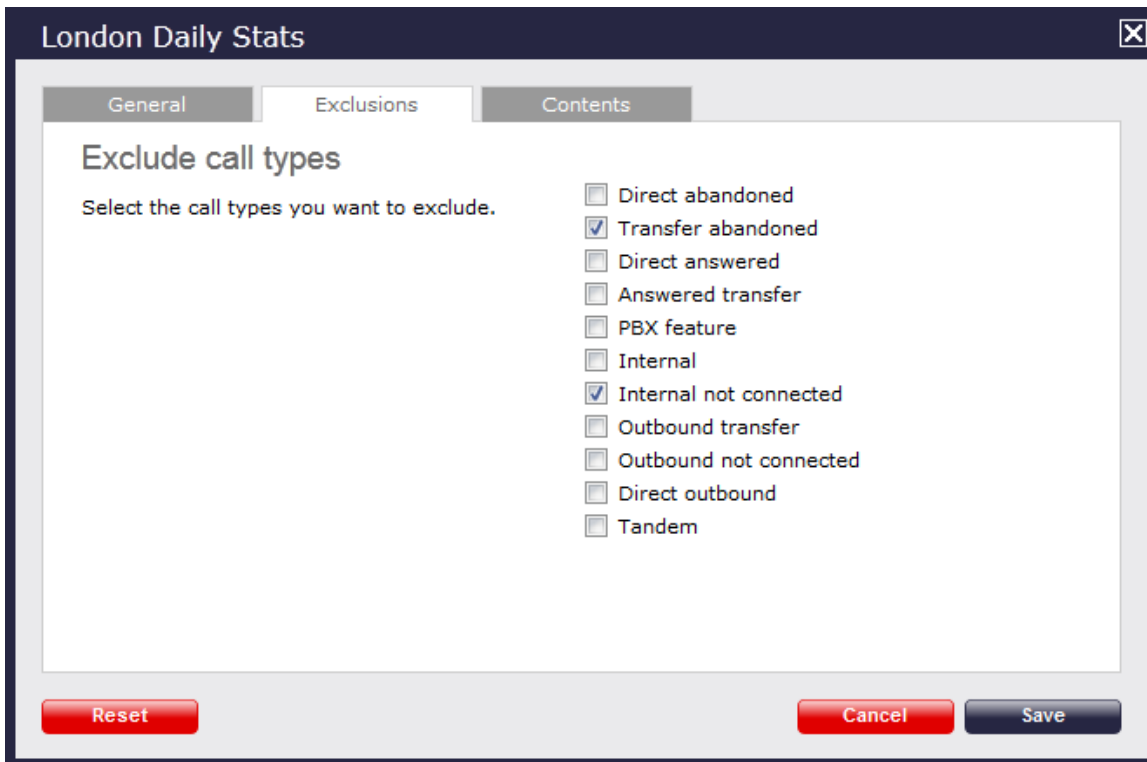 London Daily Stats
General Exclusions Contents
Exclude call types
Select the call types you want to exclude.
Direct abandoned
Transfer abandoned
Direct answered
Answered transfer
PBX feature
Internal
Internal not connected
Outbound transfer
Outbound not connected
Direct outbound
Tandem
Reset Cancel Save